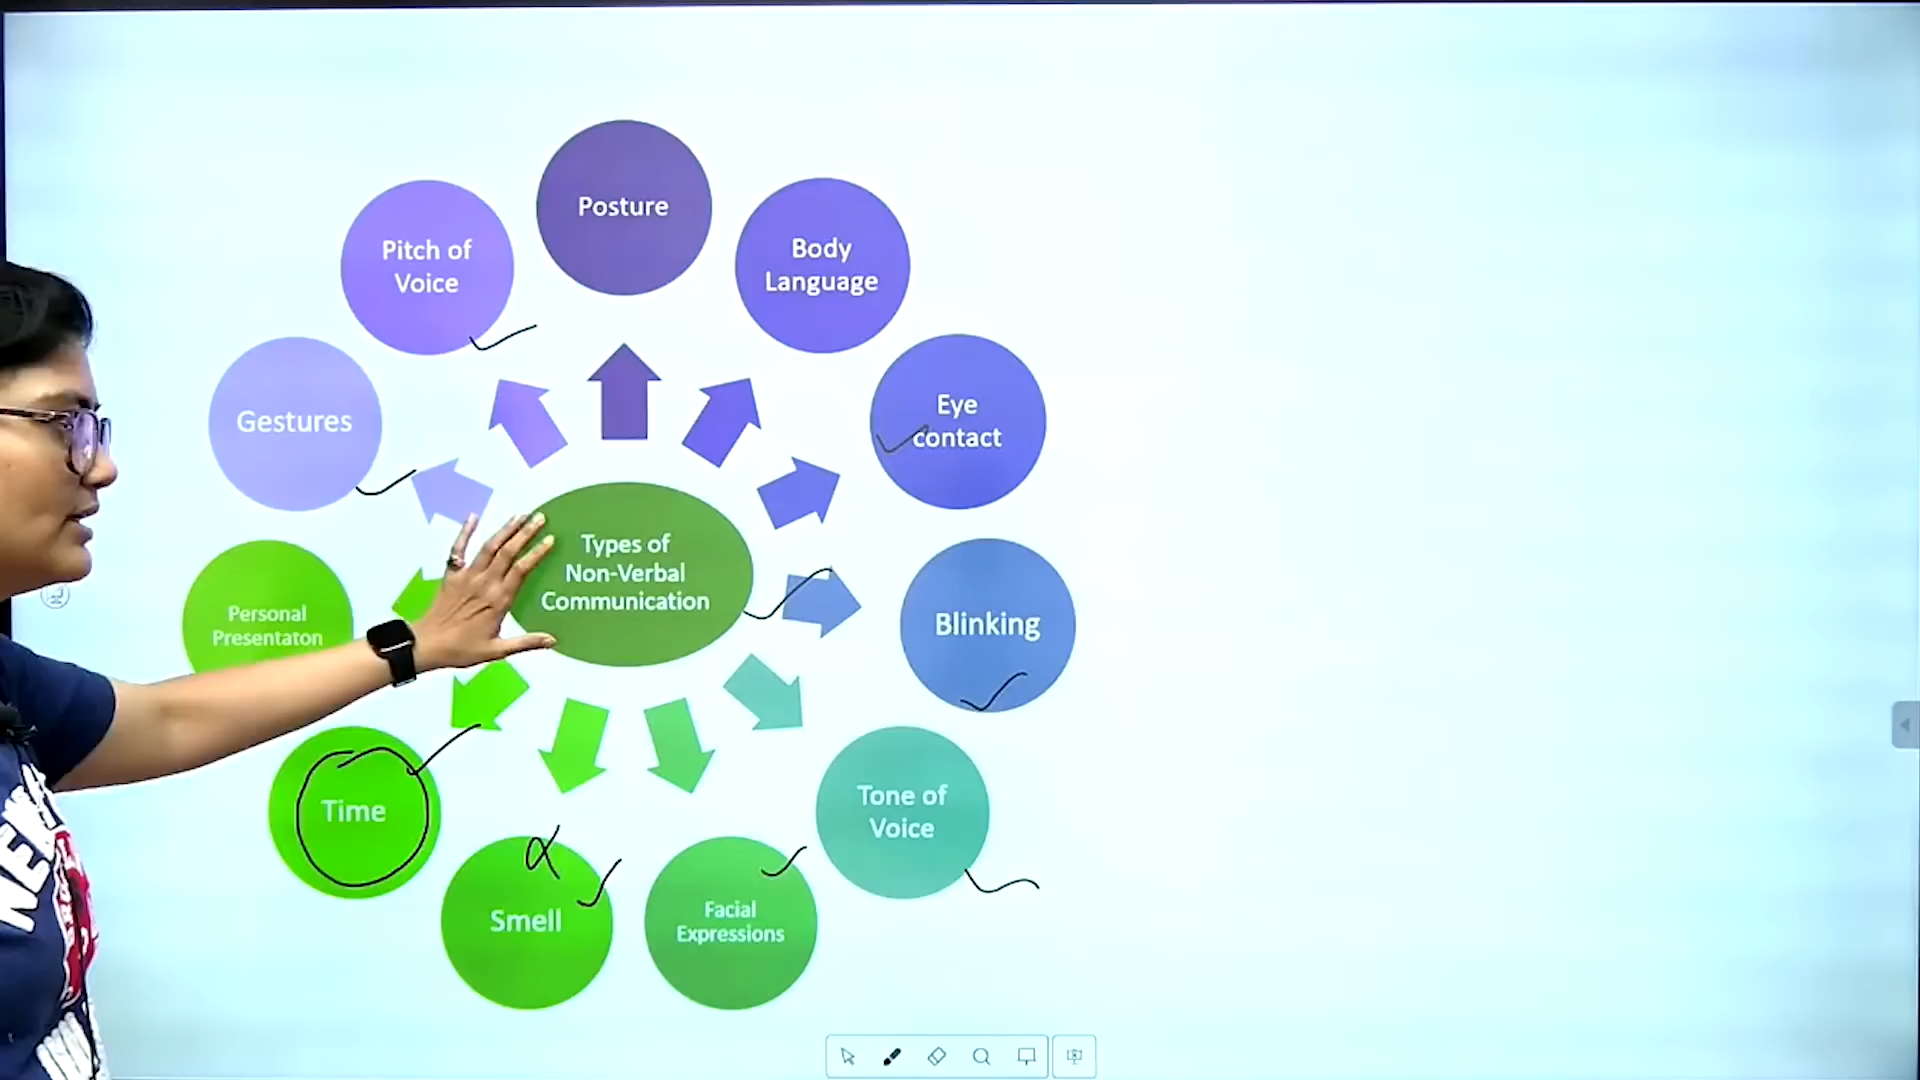 Posture
Pitch of
Voice
Body
Language
Gestures
Eye
contact
Types of
Non-Verbal
Communication
Personal
Presentaton
Blinking
Time
Tone of
Voice
Smell
Facial
Expressions